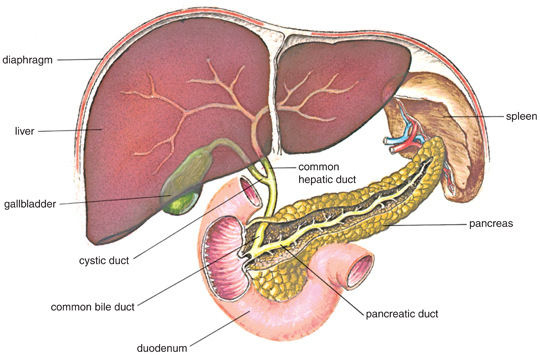 diaphragm
spleen
liver
common
hepatic duct
gallbladder
pancreas
cystic duct
common bile duct
pancreatic duct
duodenum